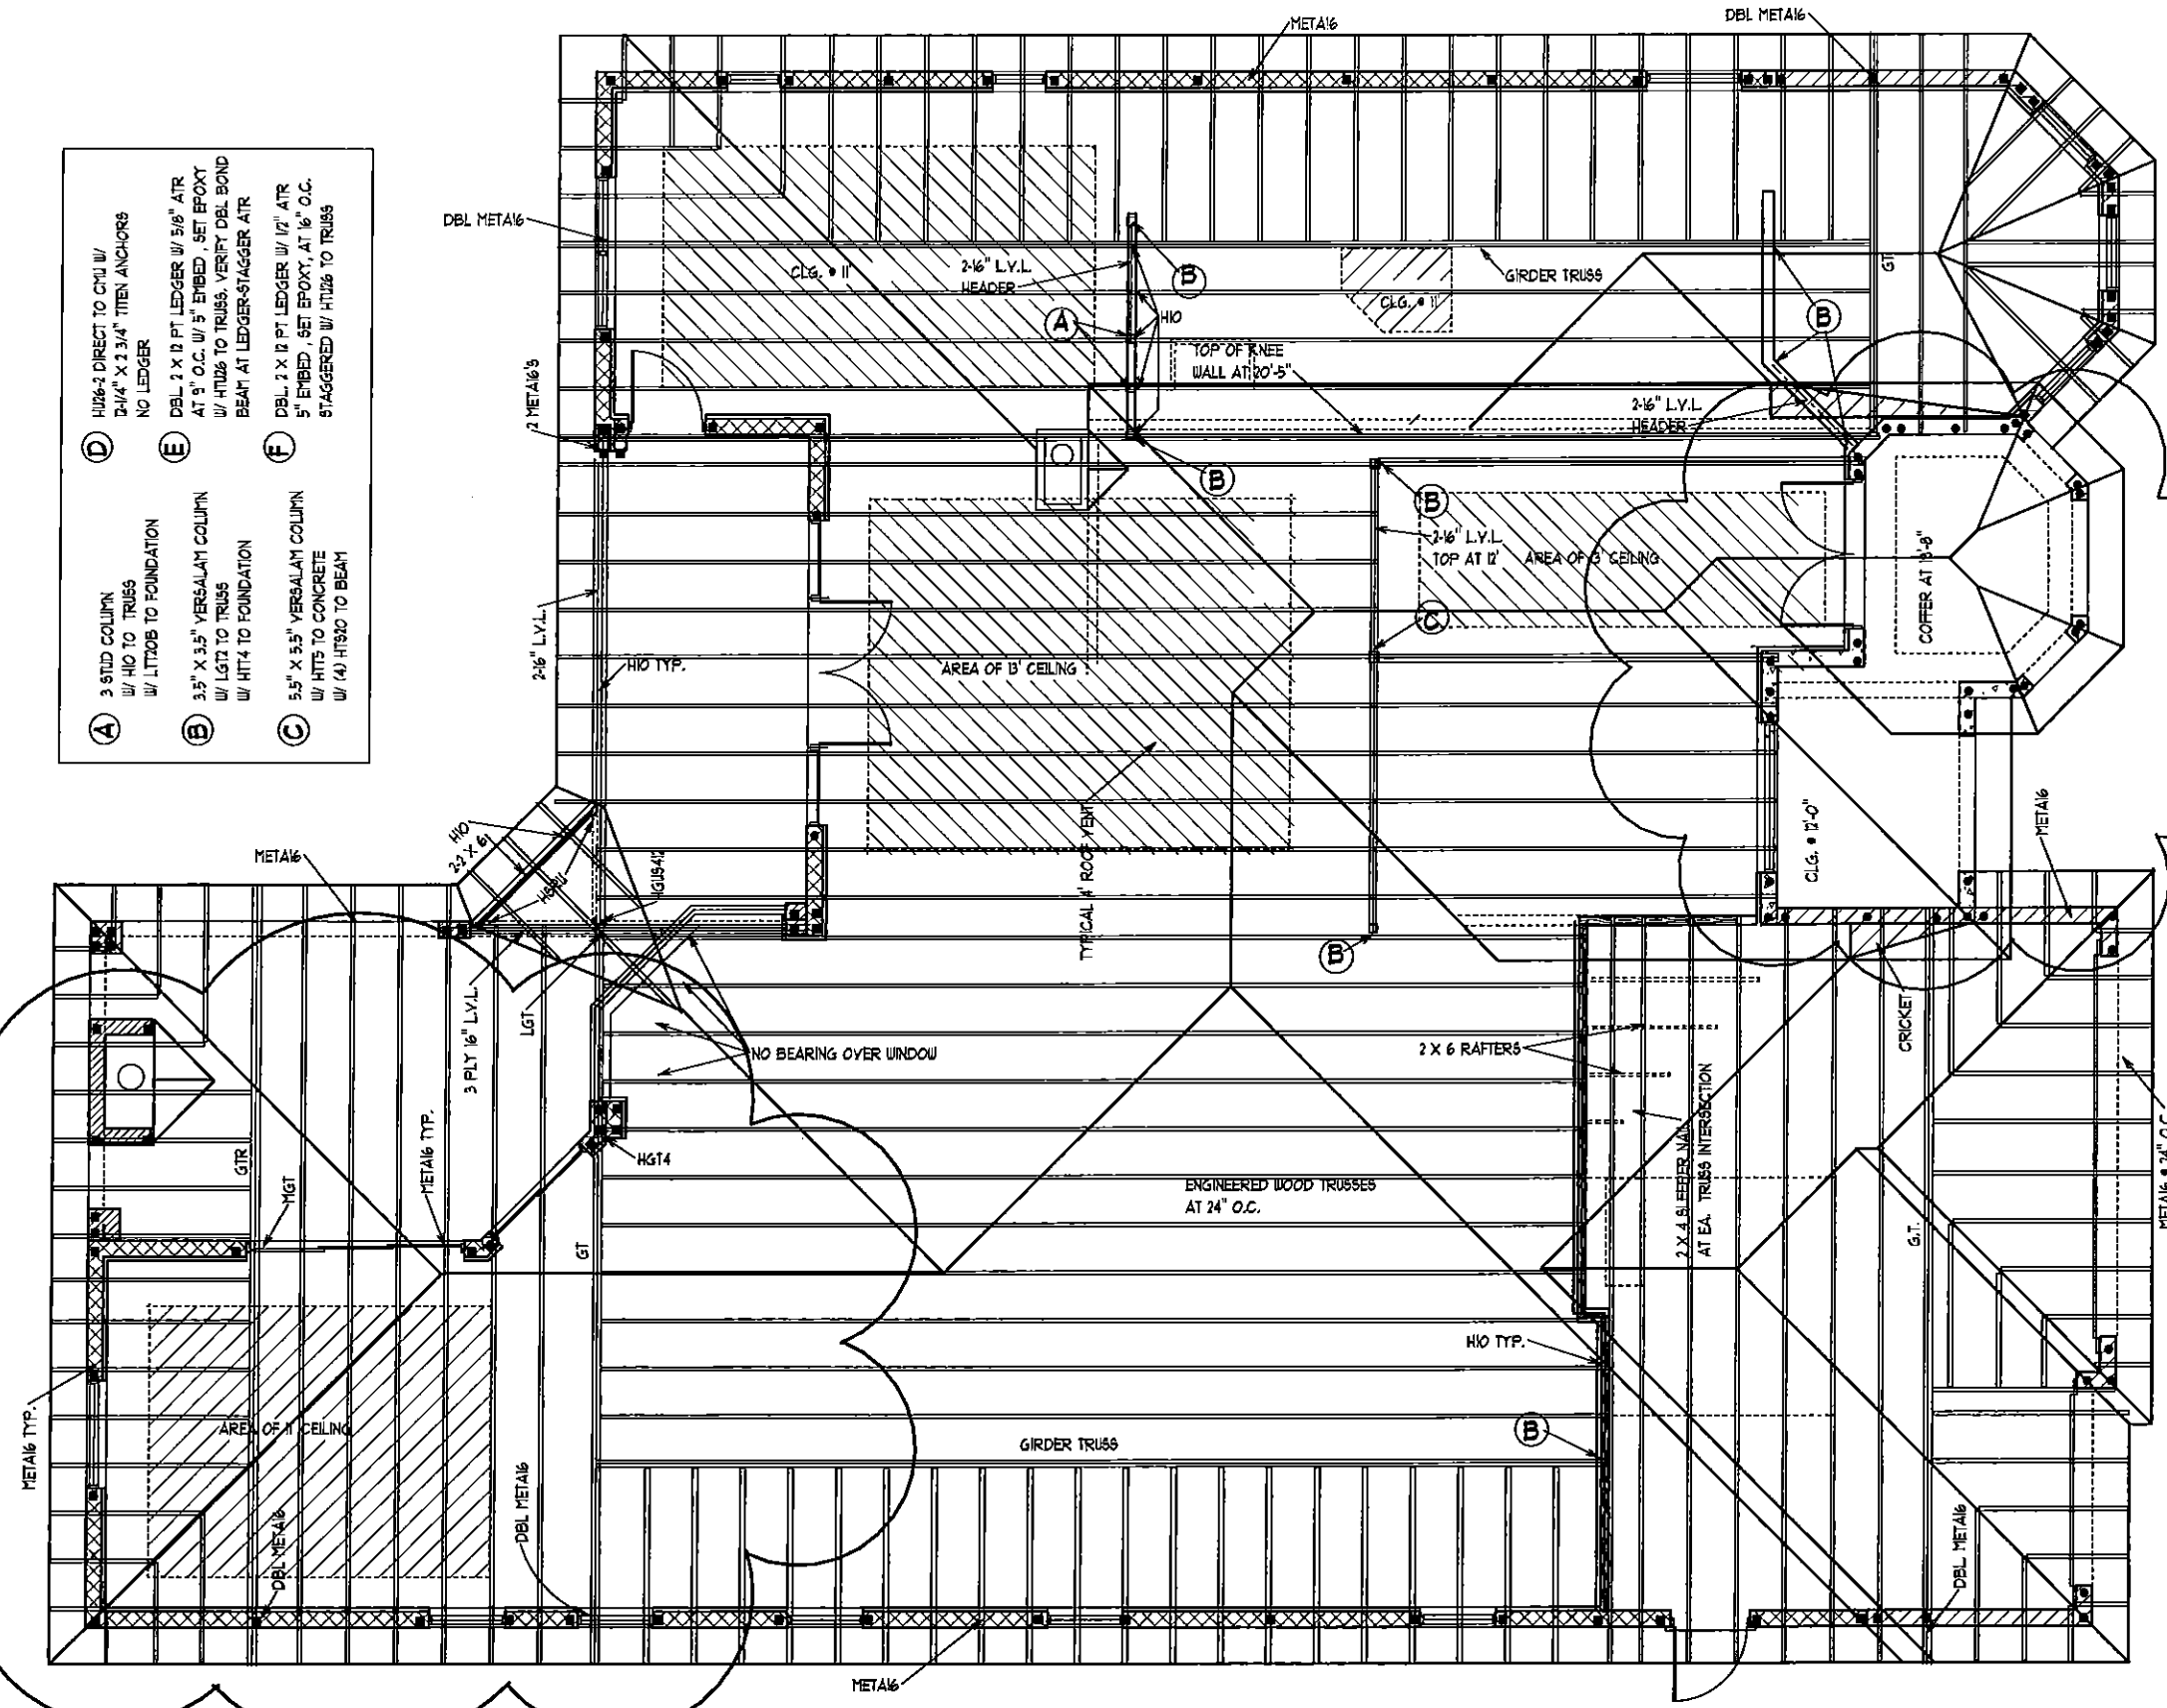 A
3 STUD COLUMN
W/ H10 TO TRUSS
W/ LTT20B TO FOUNDATION
B
3.5" X 3.5" VERSALAM COLUMN
W/ LGT2 TO TRUSS
W/ HTT4 TO FOUNDATION
C
5.5" X 5.5" VERSALAM COLUMN
W/ HTT5 TO CONCRETE
W/ (4) HTS20 TO BEAM
D
HU26-2 DIRECT TO CMU W/
12-1/4" X 2 3/4" TITEN ANCHORS
NO LEDGER
E
DBL 2 X 12 PT LEDGER W/ 5/8" ATR
AT 9" O.C. W/ 5" EMBED, SET EPOXY
W/ HTU26 TO TRUSS, VERIFY DBL BOND
BEAM AT LEDGER-STAGGER ATR
F
DBL. 2 X 12 PT LEDGER W/ 1/2" ATR
5" EMBED, SET EPOXY, AT 16" O.C.
STAGGERED W/ HTU26 TO TRUSS
META16
DBL META16
DBL META16
CLG. @ 11'
2-16" L.V.L.
HEADER
B
A
H10
CLG. @ 11'
GIRDER TRUSS
GT
B
TOP OF KNEE
WALL AT 20'-5"
2 META16'S
2-16" L.V.L.
HEADER
B
B
2-16" L.V.L.
TOP AT 12'
AREA OF 13' CEILING
C
COFFER AT 13'-8"
2-16" L.V.L.
H10 TYP.
AREA OF 13' CEILING
TYPICAL 4' ROOF VENT
CLG. @ 12'-0"
META16
META16
H10
2-2 X 6
HGUS412
3 PLY 16" L.V.L.
LGT
B
CRICKET
NO BEARING OVER WINDOW
2 X 6 RAFTERS
2 X 4 SLEEPER NAIL
AT EA. TRUSS INTERSECTION
META16 @ 24" O.C.
GTR
MGT
META16 TYP.
HGT4
GT
ENGINEERED WOOD TRUSSES
AT 24" O.C.
G.T.
H10 TYP.
META16 TYP.
AREA OF 11' CEILING
GIRDER TRUSS
B
DBL META16
DBL META16
DBL META16
META16